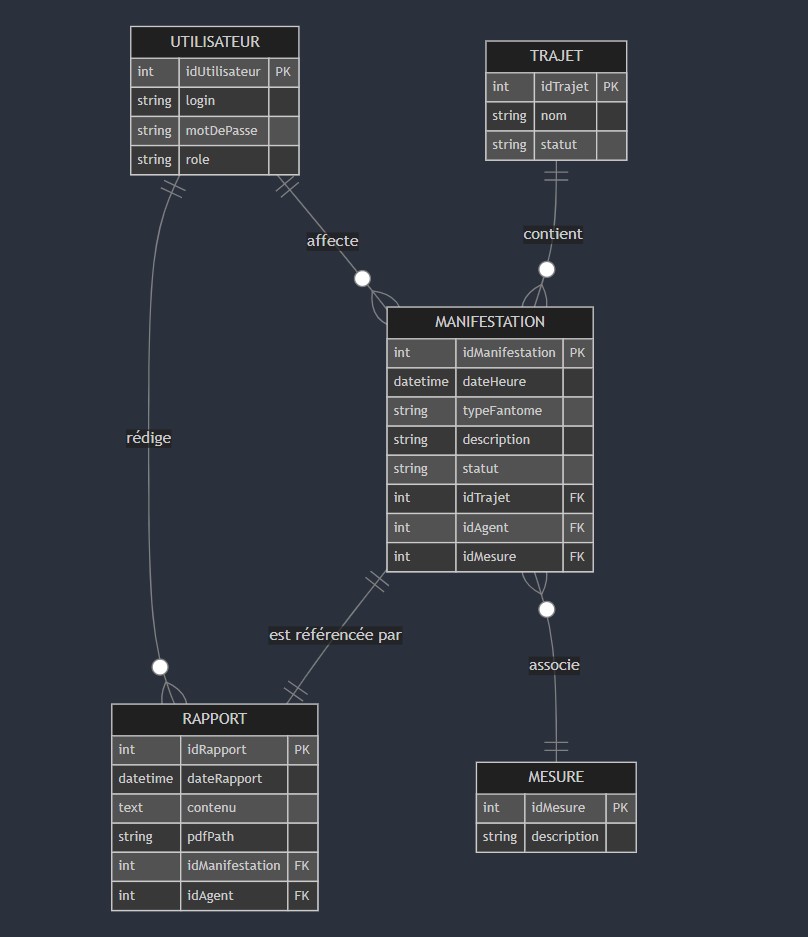 UTILISATEUR
int idUtilisateur PK
string login
string motDePasse
string role
TRAJET
int idTrajet PK
string nom
string statut
affecte
contient
MANIFESTATION
int idManifestation PK
datetime dateHeure
string typeFantome
string description
string statut
int idTrajet FK
int idAgent FK
int idMesure FK
rédige
est référencée par
associe
RAPPORT
int idRapport PK
datetime dateRapport
text contenu
string pdfPath
int idManifestation FK
int idAgent FK
MESURE
int idMesure PK
string description